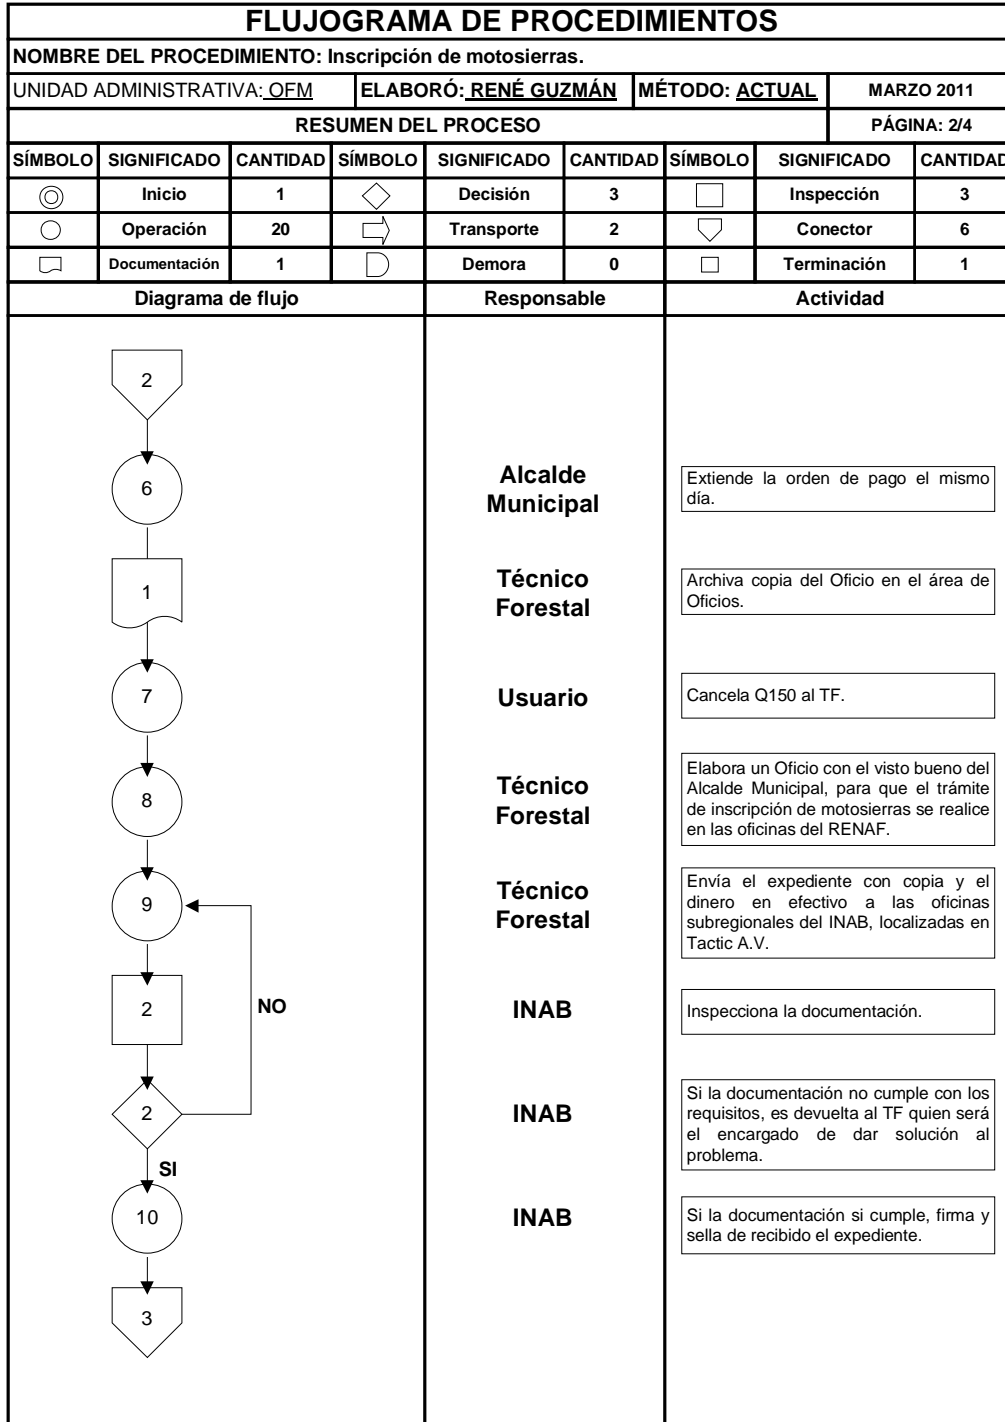 FLUJOGRAMA DE PROCEDIMIENTOS
NOMBRE DEL PROCEDIMIENTO: Inscripción de motosierras.
UNIDAD ADMINISTRATIVA: OFM ELABORÓ: RENÉ GUZMÁN MÉTODO: ACTUAL MARZO 2011
RESUMEN DEL PROCESO PÁGINA: 2/4
SÍMBOLO SIGNIFICADO CANTIDAD SÍMBOLO SIGNIFICADO CANTIDAD SÍMBOLO SIGNIFICADO CANTIDAD
Inicio 1 Decisión 3 Inspección 3
Operación 20 Transporte 2 Conector 6
Documentación 1 Demora 0 Terminación 1
Diagrama de flujo Responsable Actividad
2
6
Alcalde
Municipal
Extiende la orden de pago el mismo
día.
1
Técnico
Forestal
Archiva copia del Oficio en el área de
Oficios.
7
Usuario
Cancela Q150 al TF.
8
Técnico
Forestal
Elabora un Oficio con el visto bueno del
Alcalde Municipal, para que el trámite
de inscripción de motosierras se realice
en las oficinas del RENAF.
9
Técnico
Forestal
Envía el expediente con copia y el
dinero en efectivo a las oficinas
subregionales del INAB, localizadas en
Tactic A.V.
2
NO
INAB
Inspecciona la documentación.
2
INAB
Si la documentación no cumple con los
requisitos, es devuelta al TF quien será
el encargado de dar solución al
problema.
SI
10
INAB
Si la documentación si cumple, firma y
sella de recibido el expediente.
3